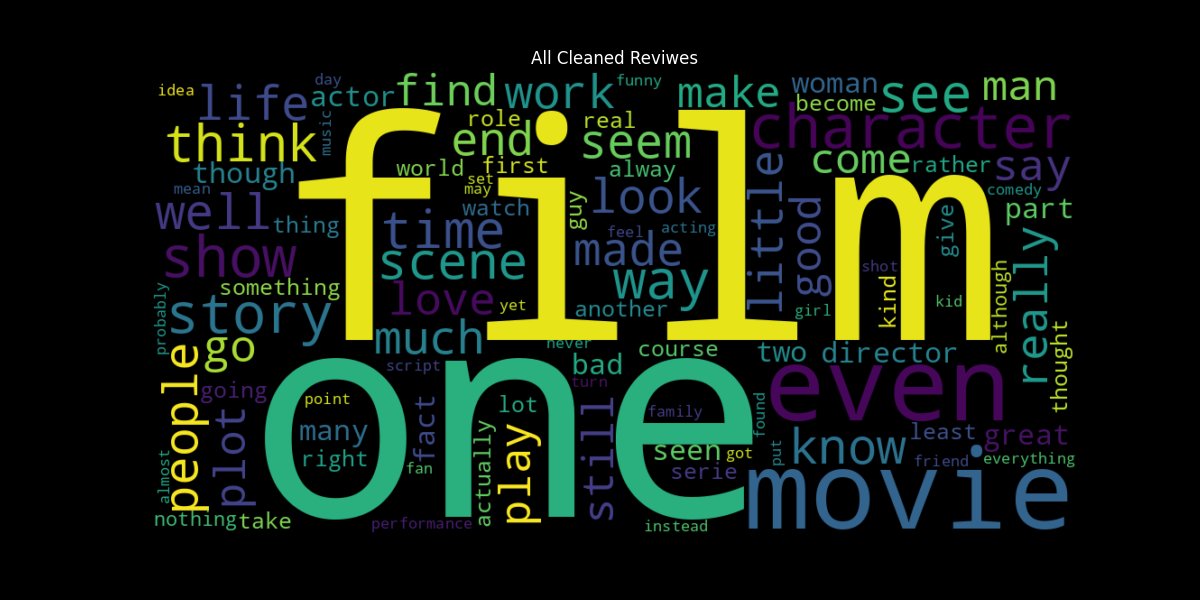 All Cleaned Reviwes
idea
life
day
actor
find
work
funny
make
woman
become
see
man
think
music
film
role
end
real
seem
character
though
world
first
alway
come
rather
say
mean
set
may
guy
look
little
good
comedy
well
thing
time
watch
feel
acting
give
part
show
scene
made
way
shot
really
something
love
yet
another
girl
kind
kid
although
probably
story
much
never
bad
course
two
director
thought
people
go
script
turn
one
even
going
point
plot
many
right
fact
fan
lot
play
actually
still
family
seen
got
serie
found
put
know
least
great
friend
everything
almost
movie
nothing
take
performance
instead